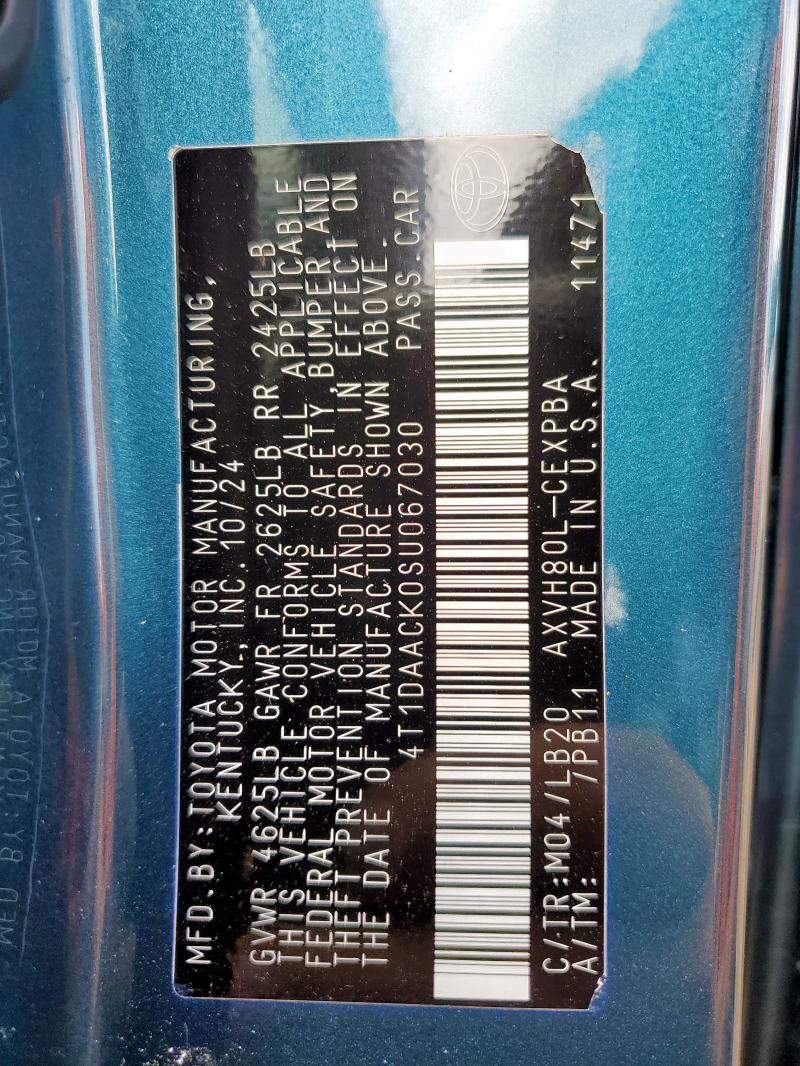 MFD.BY:TOYOTA MOTOR MANUFACTURING,
KENTUCKY, INC. 10/24
GVWR 4625LB GAWR FR 2625LB RR 2425LB
THIS VEHICLE CONFORMS TO ALL APPLICABLE
FEDERAL MOTOR VEHICLE SAFETY, BUMPER, AND
THEFT PREVENTION STANDARDS IN EFFECT ON
THE DATE OF MANUFACTURE SHOWN ABOVE.
4T1DAACK0SU067030 PASS.CAR
C/TR:M04/LB20 AXVH80L-CEXPBA 11471
A/TM: /PB11 MADE IN U.S.A.